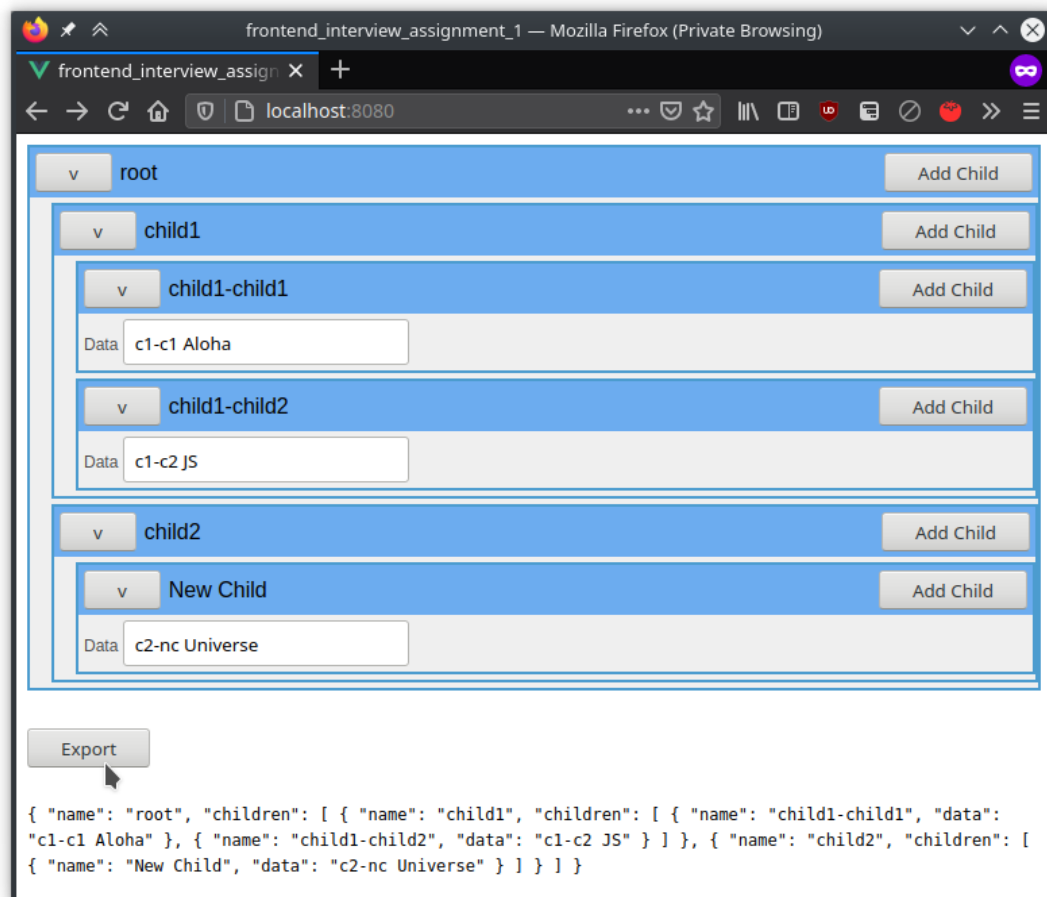 frontend_interview_assignment_1 — Mozilla Firefox (Private Browsing)
frontend_interview_assign
localhost:8080
v root Add Child
v child1 Add Child
v child1-child1 Add Child
Data c1-c1 Aloha
v child1-child2 Add Child
Data c1-c2 JS
v child2 Add Child
v New Child Add Child
Data c2-nc Universe
Export
{ "name": "root", "children": [ { "name": "child1", "children": [ { "name": "child1-child1", "data":
"c1-c1 Aloha" }, { "name": "child1-child2", "data": "c1-c2 JS" } ] }, { "name": "child2", "children": [
{ "name": "New Child", "data": "c2-nc Universe" } ] } ] }